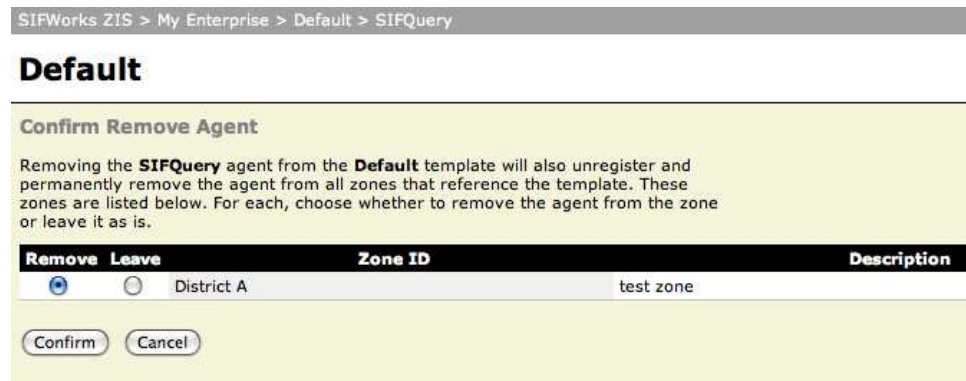 SIFWorks ZIS > My Enterprise > Default > SIFQuery
Default
Confirm Remove Agent
Removing the SIFQuery agent from the Default template will also unregister and
permanently remove the agent from all zones that reference the template. These
zones are listed below. For each, choose whether to remove the agent from the zone
or leave it as is.
Remove Leave Zone ID Description
District A test zone
Confirm Cancel